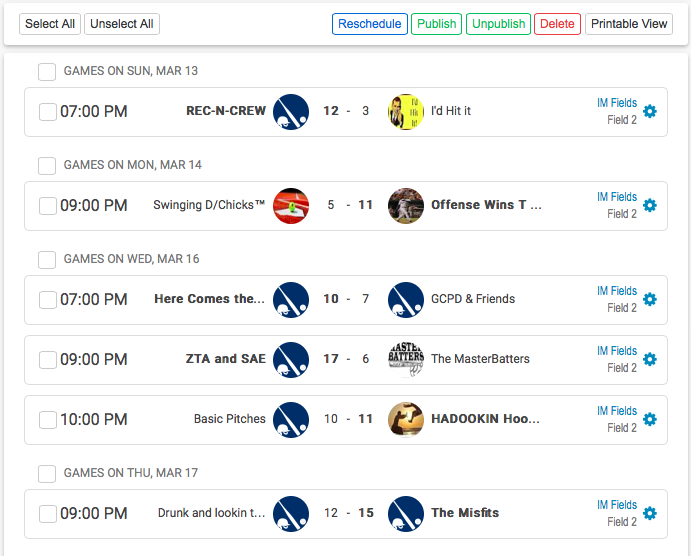 Select All Unselect All Reschedule Publish Unpublish Delete Printable View
GAMES ON SUN, MAR 13
07:00 PM REC-N-CREW 12 - 3 I'd Hit it IM Fields
Field 2
I'd
Hit
it!
GAMES ON MON, MAR 14
09:00 PM Swinging D/Chicks™ 5 - 11 Offense Wins T ... IM Fields
Field 2
GAMES ON WED, MAR 16
07:00 PM Here Comes the... 10 - 7 GCPD & Friends IM Fields
Field 2
09:00 PM ZTA and SAE 17 - 6 The MasterBatters IM Fields
Field 2
MASTER
BATTERS
10:00 PM Basic Pitches 10 - 11 HADOOKIN Hoo... IM Fields
Field 2
GAMES ON THU, MAR 17
09:00 PM Drunk and lookin t... 12 - 15 The Misfits IM Fields
Field 2